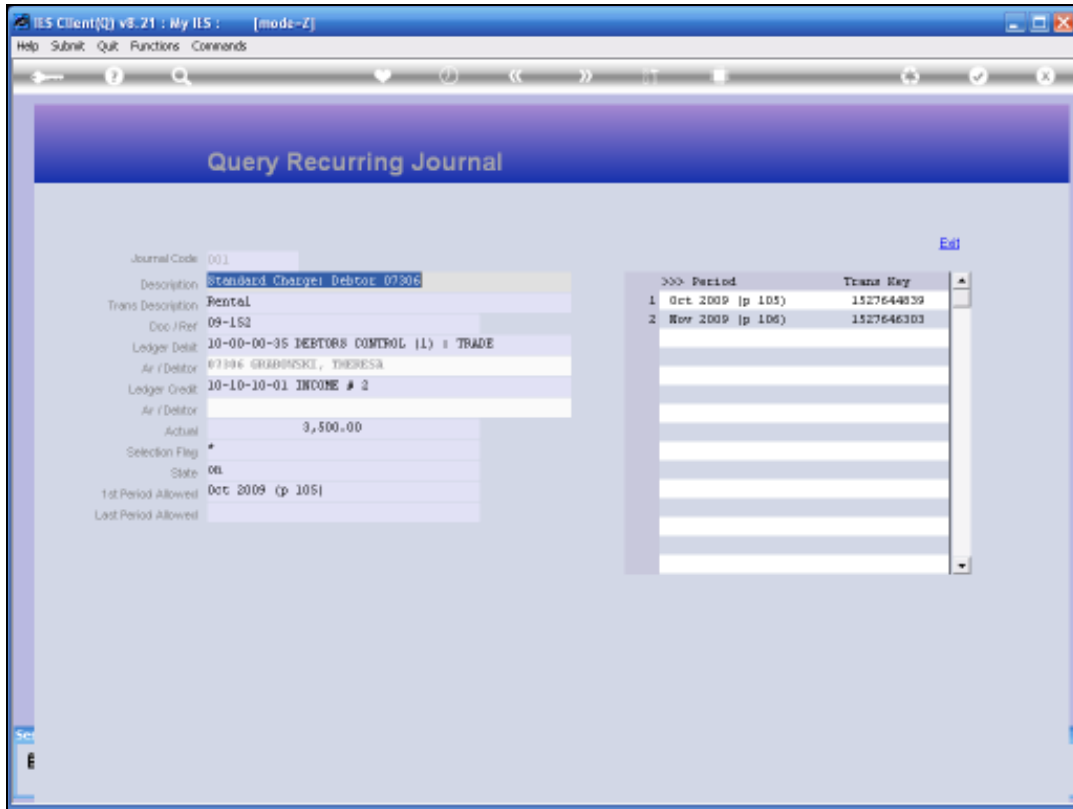 IES Client(Q) v8.21 : My IES : [mode-Z]
Help Submit Quit Functions Commands
Query Recurring Journal
Exit
Journal Code 001
Description Standard Charge: Debtor 07306
Trans Description Rental
Doc / Ref 09-152
Ledger Debit 10-00-00-35 DEBTORS CONTROL (1) : TRADE
Ar / Debtor 07306 GRABOWSKI, THERESA
Ledger Credit 10-10-10-01 INCOME # 2
Ar / Debtor
Actual 3,500.00
Selection Flag *
State on
1st Period Allowed Oct 2009 (p 105)
Last Period Allowed
>>> Period Trans Key
1 Oct 2009 (p 105) 1527644839
2 Nov 2009 (p 106) 1527646303